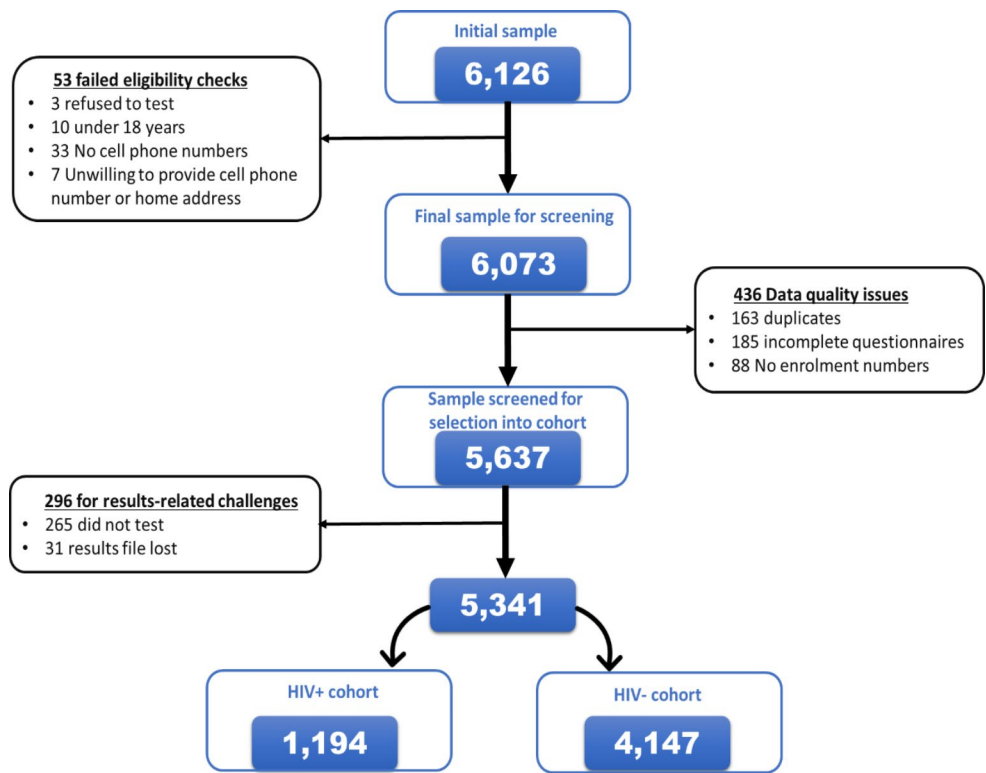 Initial sample
6,126
53 failed eligibility checks
• 3 refused to test
• 10 under 18 years
• 33 No cell phone numbers
• 7 Unwilling to provide cell phone
number or home address
Final sample for screening
6,073
436 Data quality issues
• 163 duplicates
• 185 incomplete questionnaires
• 88 No enrolment numbers
Sample screened for
selection into cohort
5,637
296 for results-related challenges
• 265 did not test
• 31 results file lost
5,341
HIV+ cohort
1,194
HIV- cohort
4,147